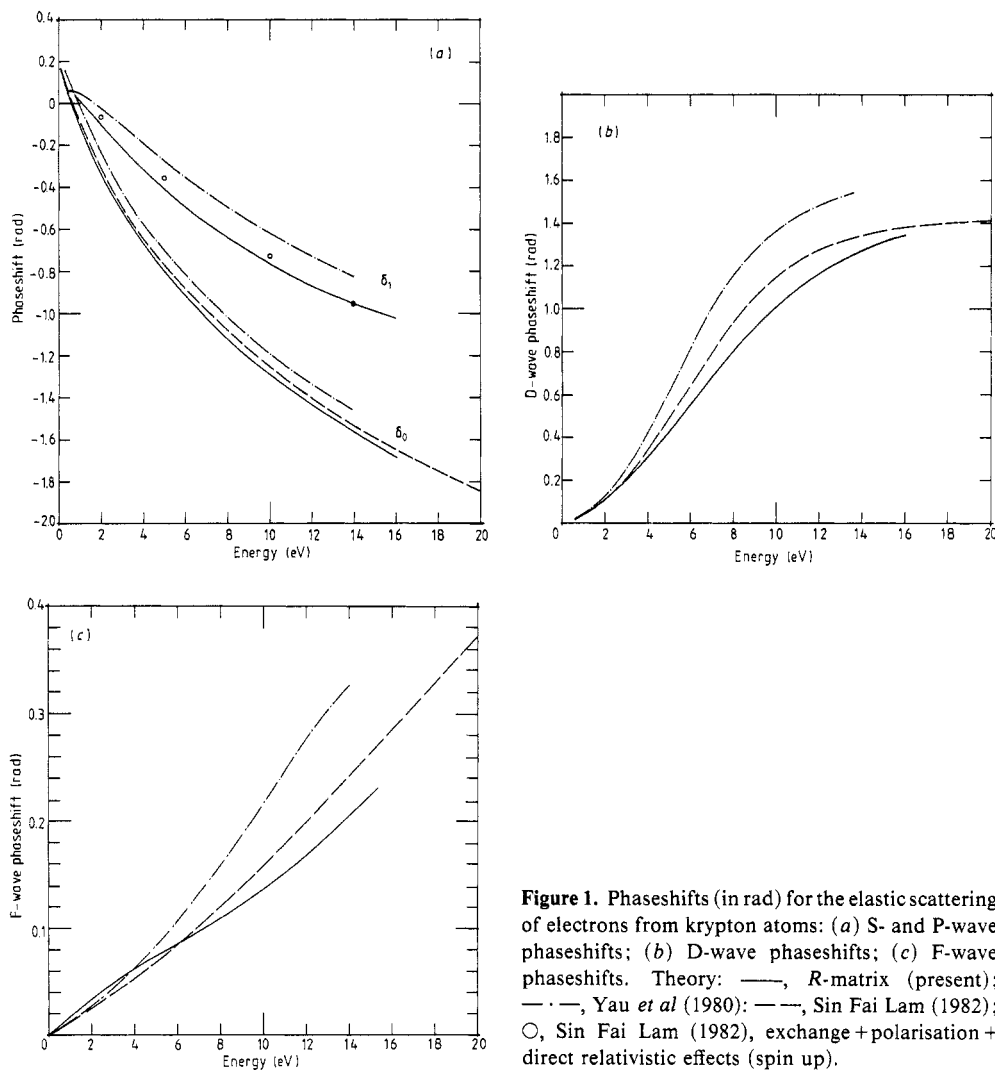 0.4
0.2
0
-0.2
-0.4
-0.6
-0.8
-1.0
-1.2
-1.4
-1.6
-1.8
-2.0
Phaseshift (rad)
(a)
δ1
δ0
0 2 4 6 8 10 12 14 16 18 20
Energy (eV)
1.8
1.6
1.4
1.2
1.0
0.8
0.6
0.4
0.2
D-wave phaseshift (rad)
(b)
0 2 4 6 8 10 12 14 16 18 20
Energy (eV)
0.4
0.3
0.2
0.1
F-wave phaseshift (rad)
(c)
0 2 4 6 8 10 12 14 16 18 20
Energy (eV)
Figure 1. Phaseshifts (in rad) for the elastic scattering
of electrons from krypton atoms: (a) S- and P-wave
phaseshifts; (b) D-wave phaseshifts; (c) F-wave
phaseshifts. Theory: ——, R-matrix (present);
— · —, Yau et al (1980): — —, Sin Fai Lam (1982);
○, Sin Fai Lam (1982), exchange+polarisation+
direct relativistic effects (spin up).